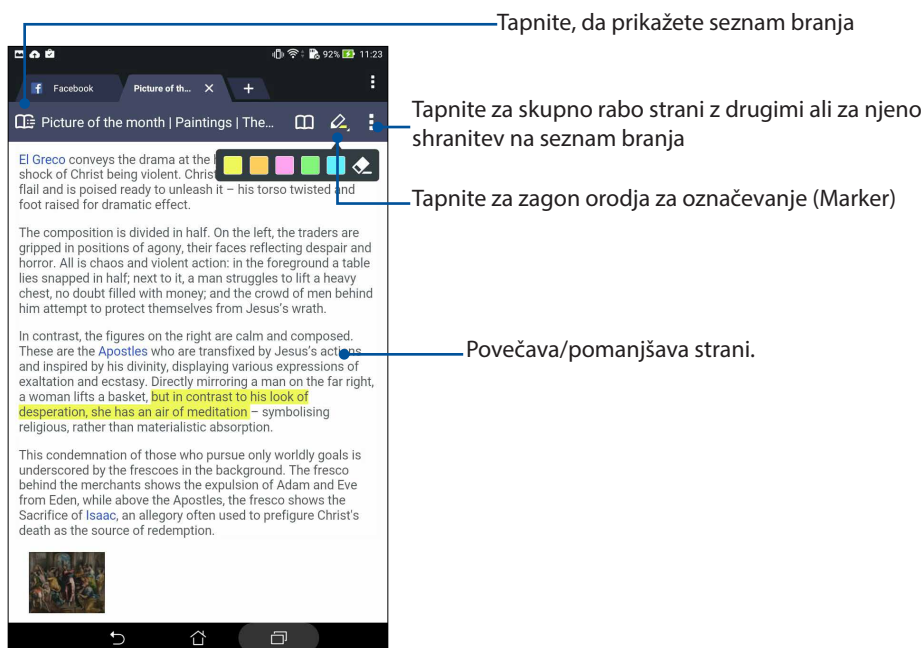 Tapnite, da prikažete seznam branja
92% 11:23
Facebook Picture of th...
Picture of the month | Paintings | The...
Tapnite za skupno rabo strani z drugimi ali za njeno
shranitev na seznam branja
Tapnite za zagon orodja za označevanje (Marker)
El Greco conveys the drama at the
shock of Christ being violent. Christ
flail and is poised ready to unleash it – his torso twisted and
foot raised for dramatic effect.
The composition is divided in half. On the left, the traders are
gripped in positions of agony, their faces reflecting despair and
horror. All is chaos and violent action: in the foreground a table
lies snapped in half; next to it, a man struggles to lift a heavy
chest, no doubt filled with money; and the crowd of men behind
him attempt to protect themselves from Jesus's wrath.
In contrast, the figures on the right are calm and composed.
These are the Apostles who are transfixed by Jesus's actions
and inspired by his divinity, displaying various expressions of
exaltation and ecstasy. Directly mirroring a man on the far right,
a woman lifts a basket, but in contrast to his look of
desperation, she has an air of meditation – symbolising
religious, rather than materialistic absorption.
Povečava/pomanjšava strani.
This condemnation of those who pursue only worldly goals is
underscored by the frescoes in the background. The fresco
behind the merchants shows the expulsion of Adam and Eve
from Eden, while above the Apostles, the fresco shows the
Sacrifice of Isaac, an allegory often used to prefigure Christ's
death as the source of redemption.